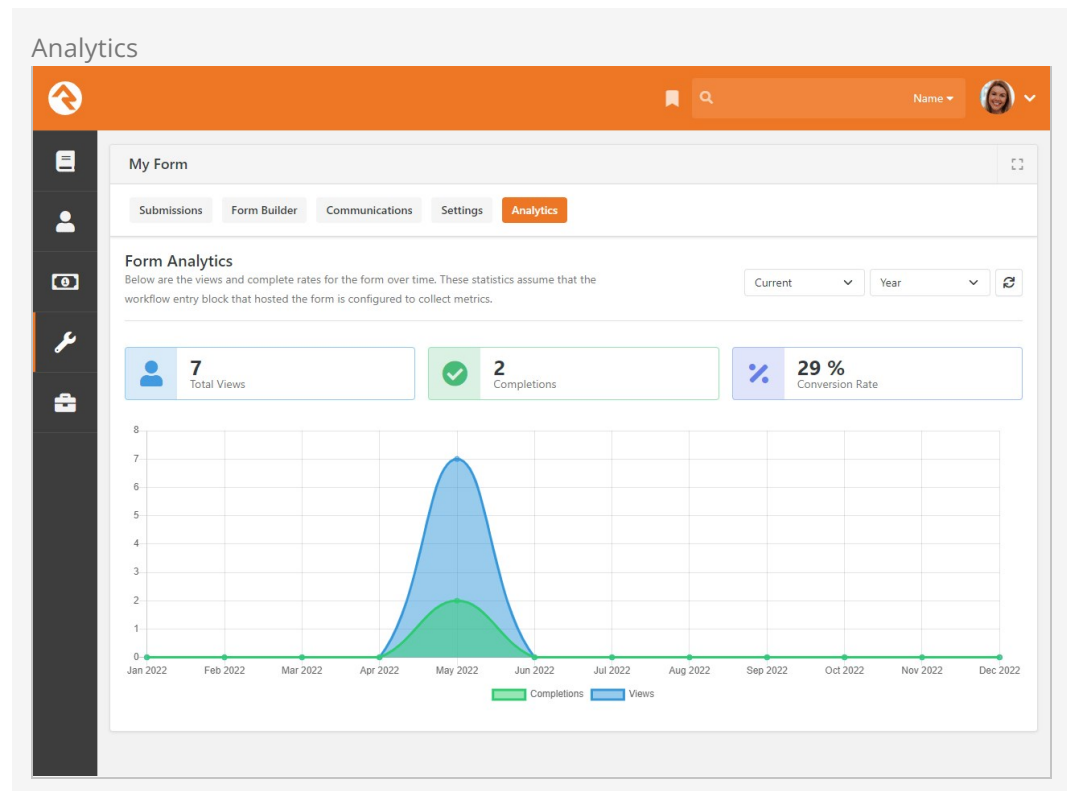 Analytics
Name
My Form
Submissions Form Builder Communications Settings Analytics
Form Analytics
Below are the views and complete rates for the form over time. These statistics assume that the
workflow entry block that hosted the form is configured to collect metrics.
Current Year
7
Total Views
2
Completions
29 %
Conversion Rate
8
7
6
5
4
3
2
1
0
Jan 2022 Feb 2022 Mar 2022 Apr 2022 May 2022 Jun 2022 Jul 2022 Aug 2022 Sep 2022 Oct 2022 Nov 2022 Dec 2022
Completions Views